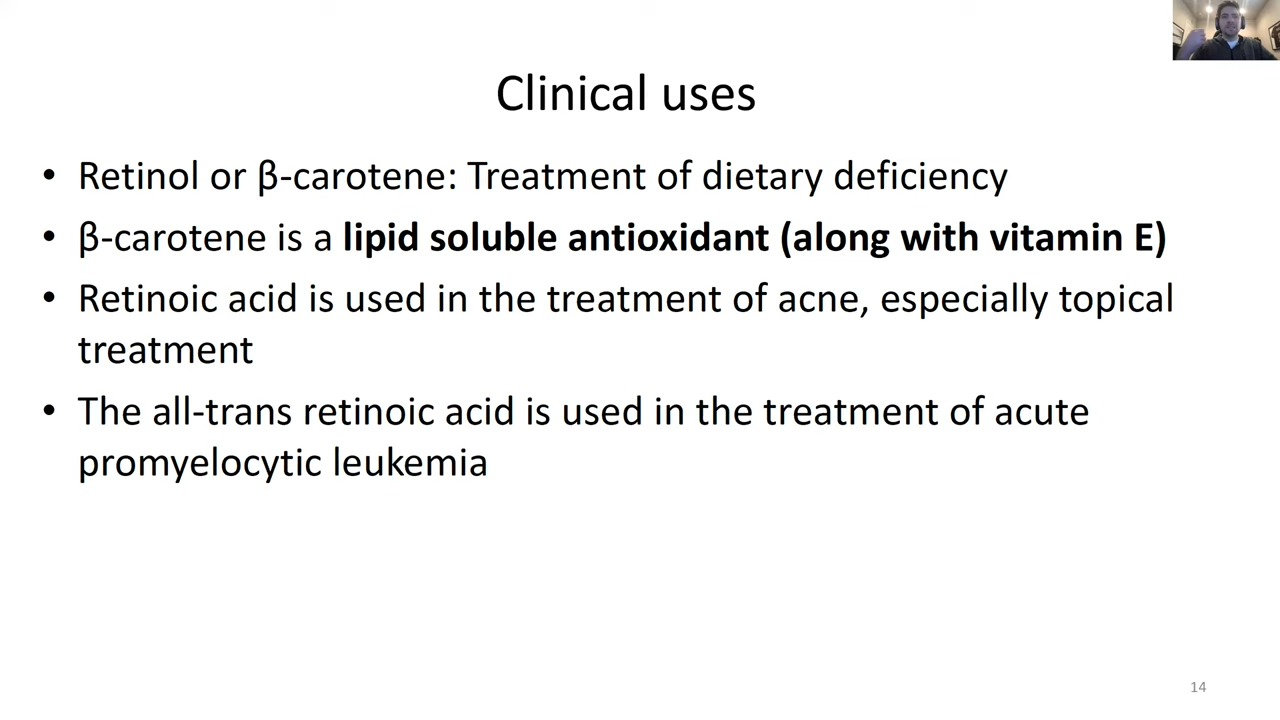 Clinical uses
• Retinol or β-carotene: Treatment of dietary deficiency
• β-carotene is a lipid soluble antioxidant (along with vitamin E)
• Retinoic acid is used in the treatment of acne, especially topical
treatment
• The all-trans retinoic acid is used in the treatment of acute
promyelocytic leukemia
14